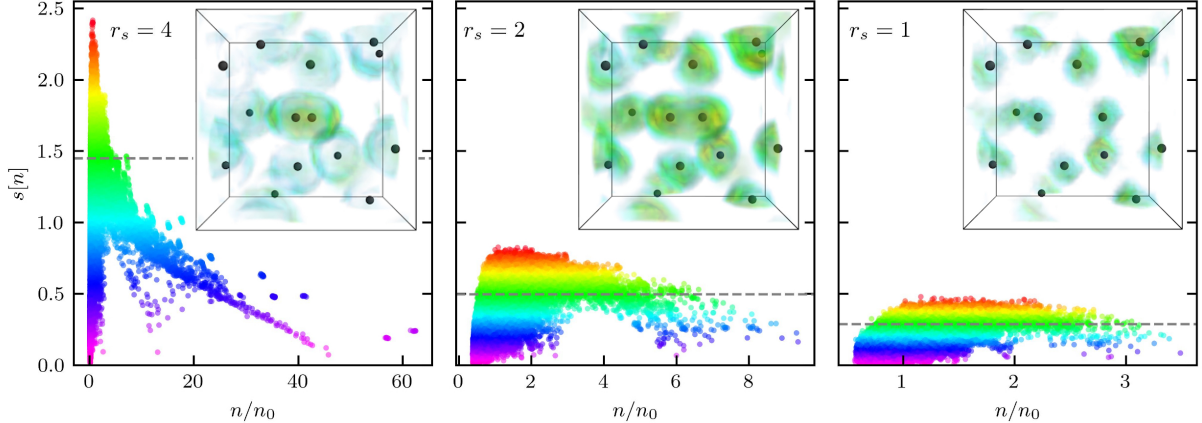 r_s = 4
r_s = 2
r_s = 1
s[n]
2.5
2.0
1.5
1.0
0.5
0.0
0 20 40 60
0 2 4 6 8
1 2 3
n/n_0
n/n_0
n/n_0